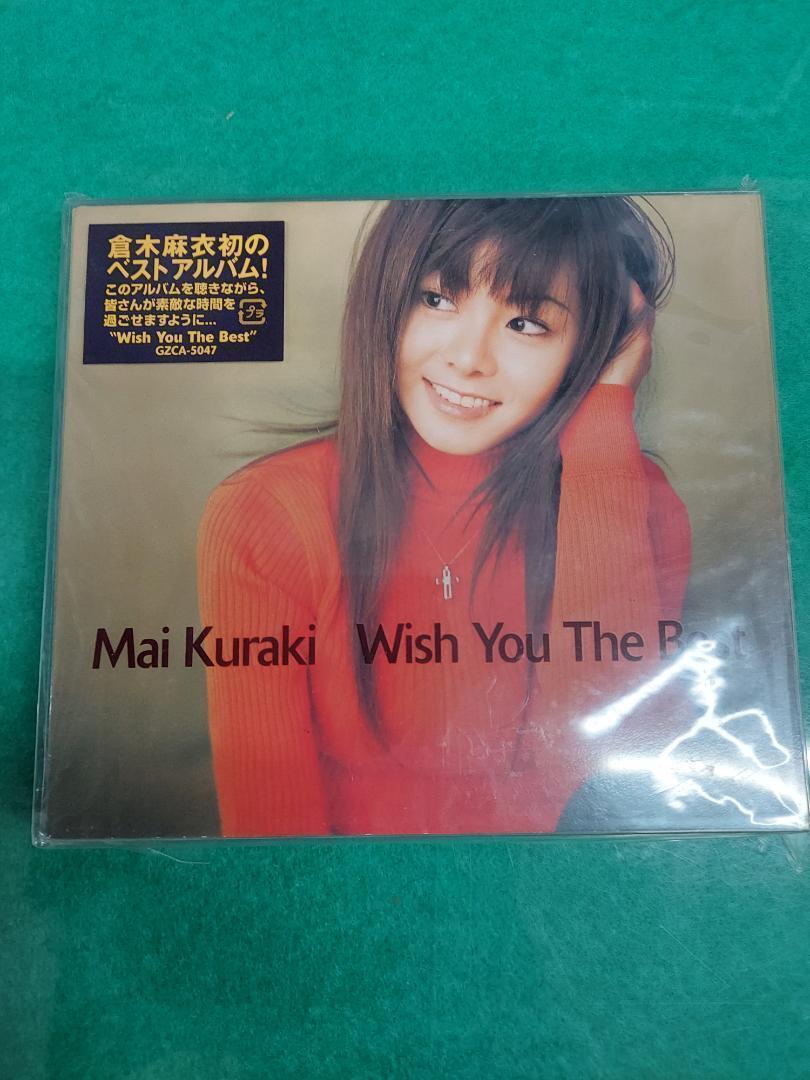 倉木麻衣初の
ベストアルバム!
このアルバムを聴きながら、
皆さんが素敵な時間を
過ごせますように...
プラ
"Wish You The Best"
GZCA-5047
Mai Kuraki Wish You The Best